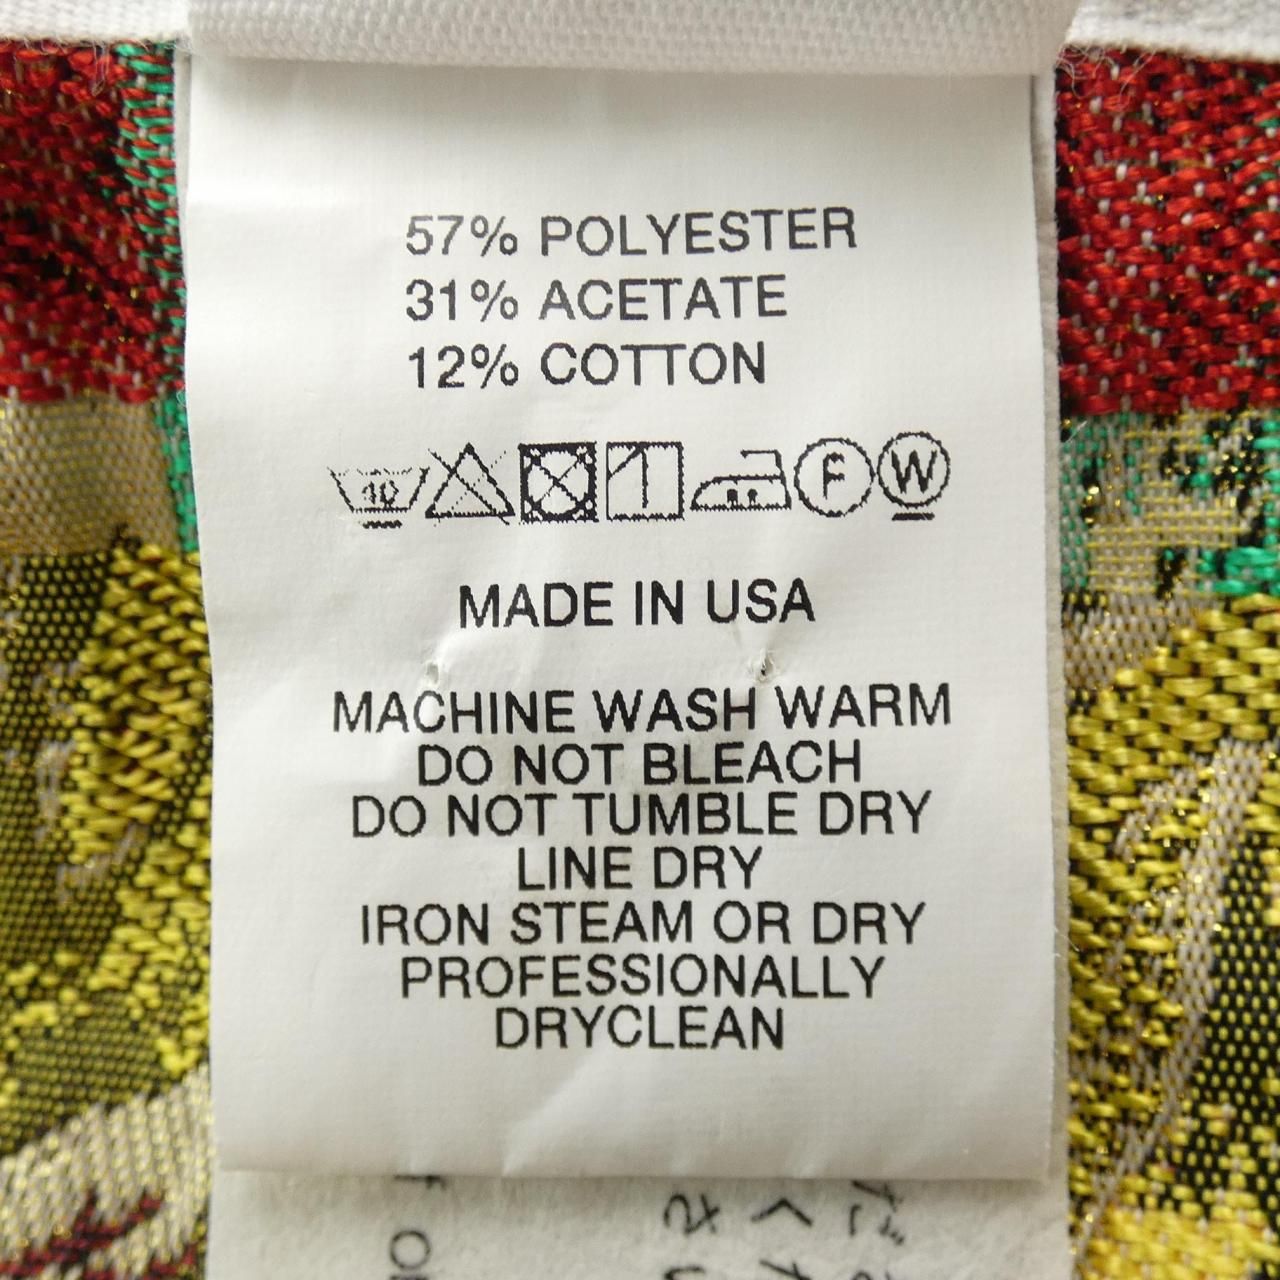 57% POLYESTER
31% ACETATE
12% COTTON
40 F W
MADE IN USA
MACHINE WASH WARM
DO NOT BLEACH
DO NOT TUMBLE DRY
LINE DRY
IRON STEAM OR DRY
PROFESSIONALLY
DRYCLEAN